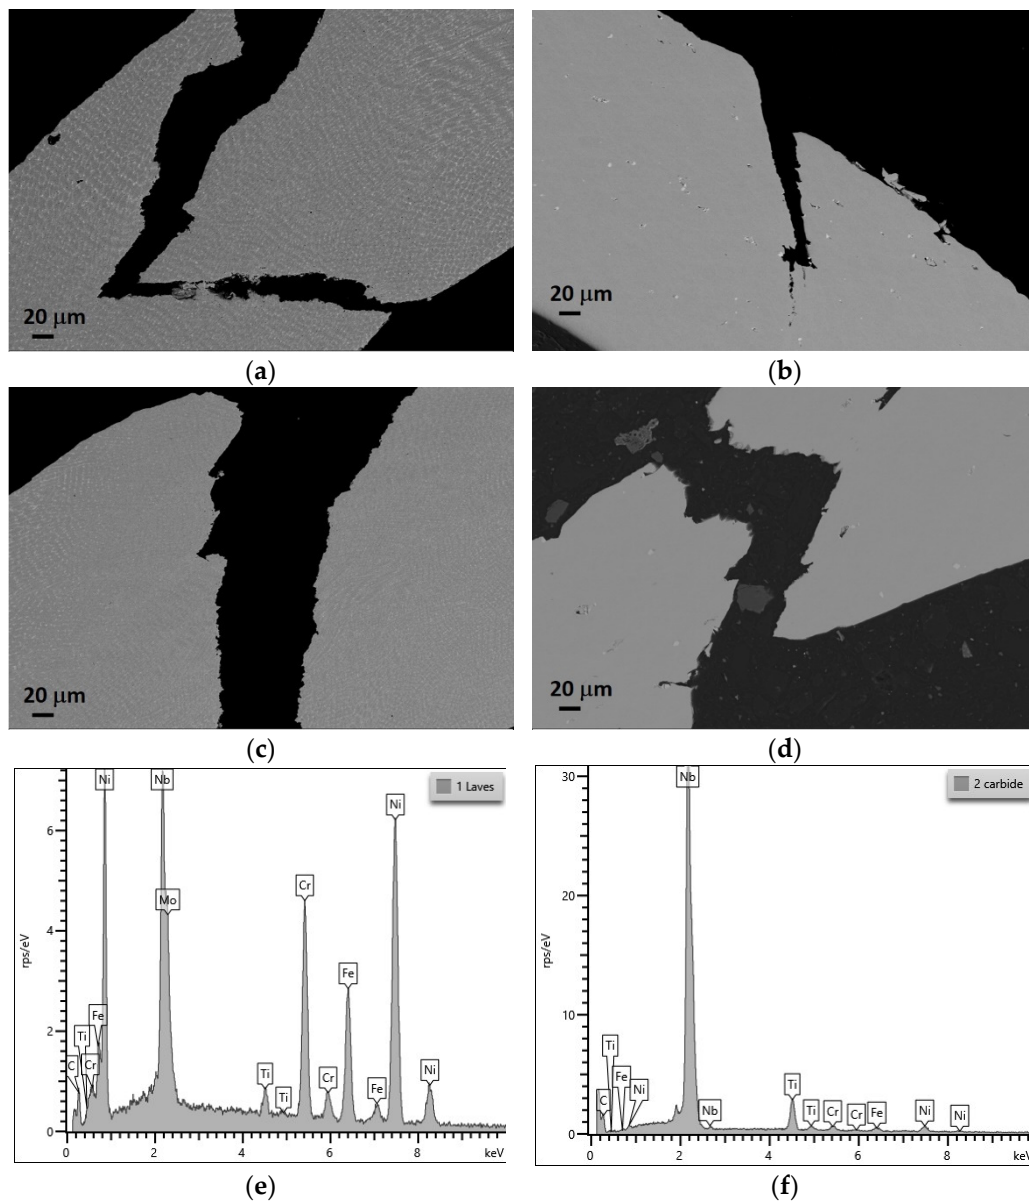 20 μm
20 μm
(a)
(b)
20 μm
20 μm
(c)
(d)
Ni
Nb
1 Laves
Ni
6
Cr
Mo
4
rps/eV
Fe
Fe
2
Ti
C
Cr
Ti
Ti
Cr
Fe
Ni
0
0
2
4
6
8
keV
(e)
30
Nb
2 carbide
20
rps/eV
10
Ti
Fe
Ni
C
Nb
Ti
Ti
Cr
Cr
Fe
Ni
Ni
0
0
2
4
6
8
keV
(f)